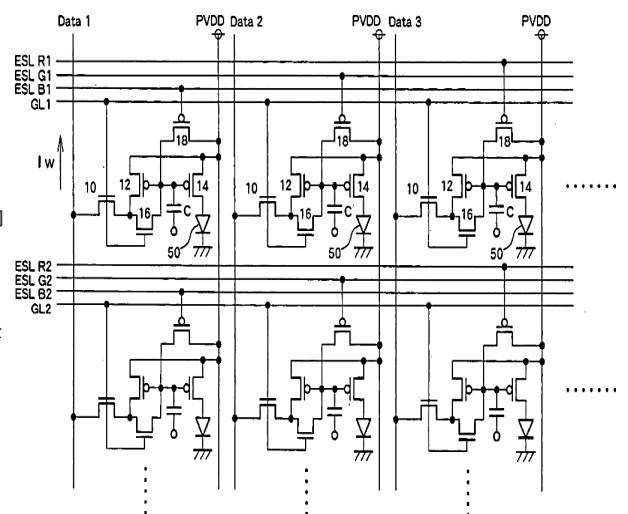 Data 1 PVDD Data 2 PVDD Data 3 PVDD
ESL R1
ESL G1
ESL B1
GL1
18 18 18
Iw
10 12 14 10 12 14 10 12 14
16 C 16 C 16 C
50 50 50
ESL R2
ESL G2
ESL B2
GL2